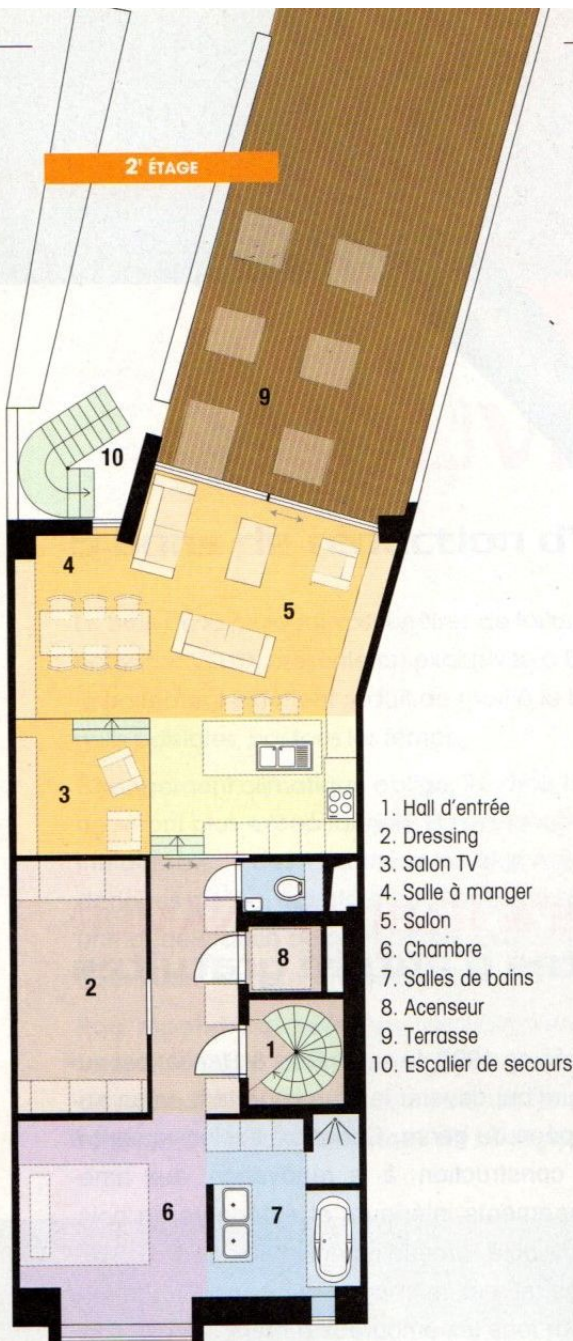 2e ÉTAGE
9
10
4
5
3
2
8
1
6
7
1. Hall d'entrée
2. Dressing
3. Salon TV
4. Salle à manger
5. Salon
6. Chambre
7. Salles de bains
8. Acenseur
9. Terrasse
10. Escalier de secours